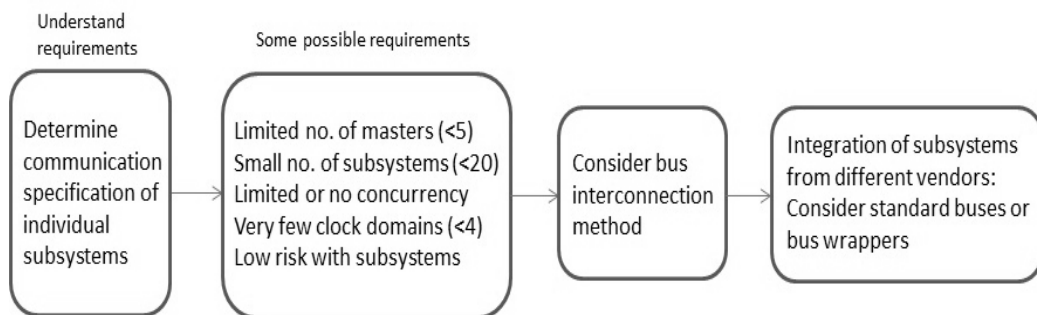 Understand
requirements
Some possible requirements
Determine
communication
specification of
individual
subsystems
Limited no. of masters (<5)
Small no. of subsystems (<20)
Limited or no concurrency
Very few clock domains (<4)
Low risk with subsystems
Consider bus
interconnection
method
Integration of subsystems
from different vendors:
Consider standard buses or
bus wrappers